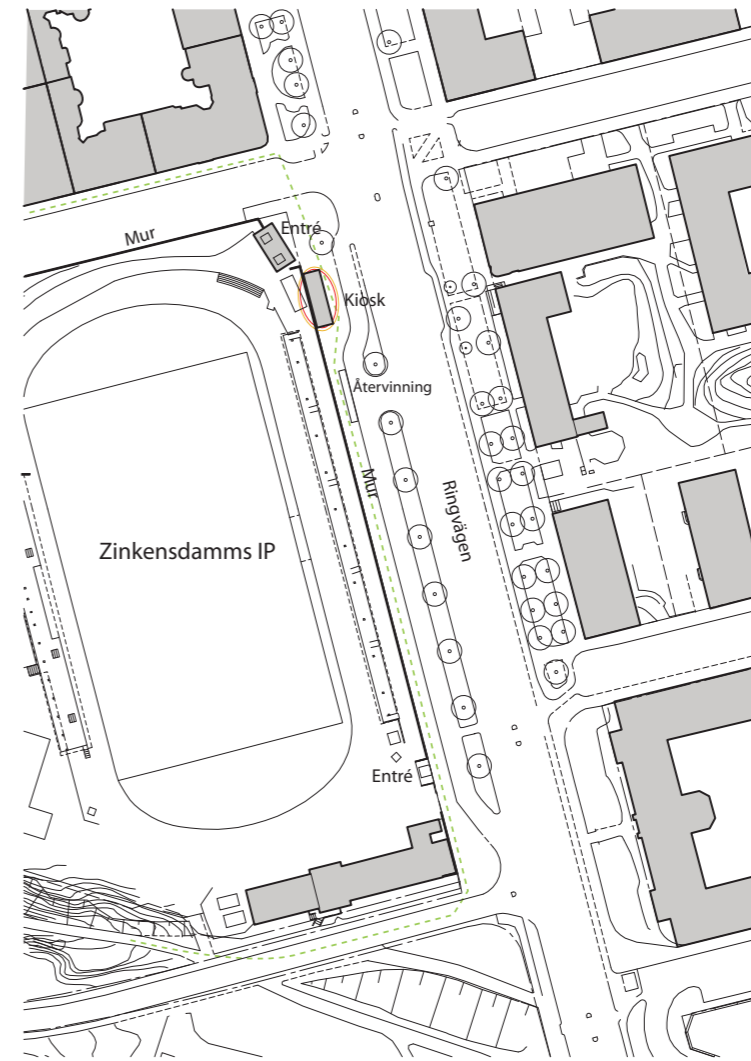 Mur
Entré
Kiosk
Återvinning
Mur
Ringvägen
Zinkensdamms IP
Entré